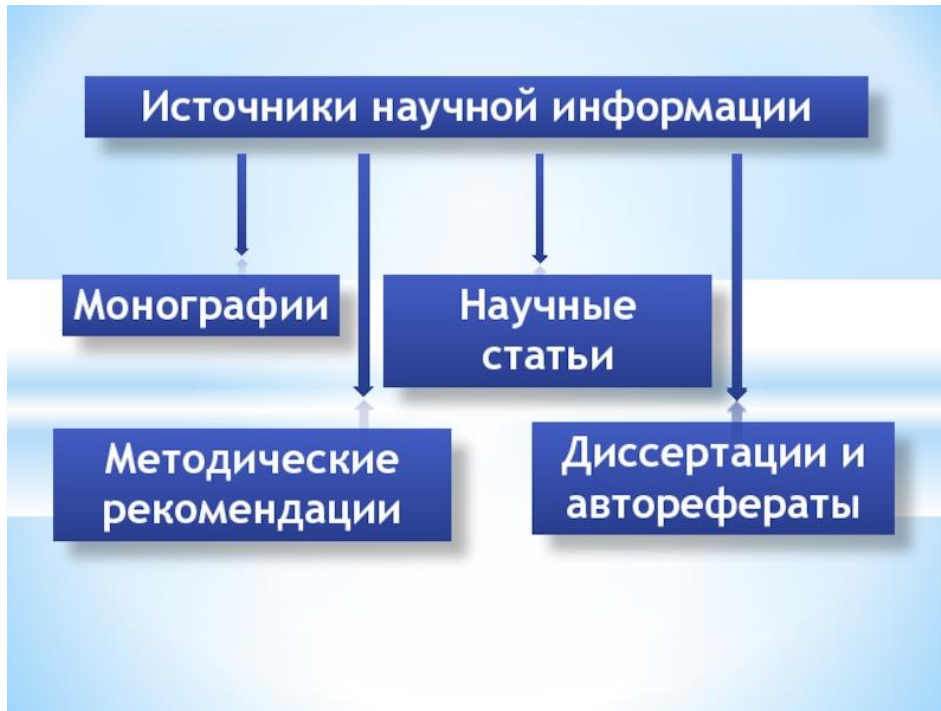 Источники научной информации
Монографии
Научные
статьи
Методические
рекомендации
Диссертации и
авторефераты